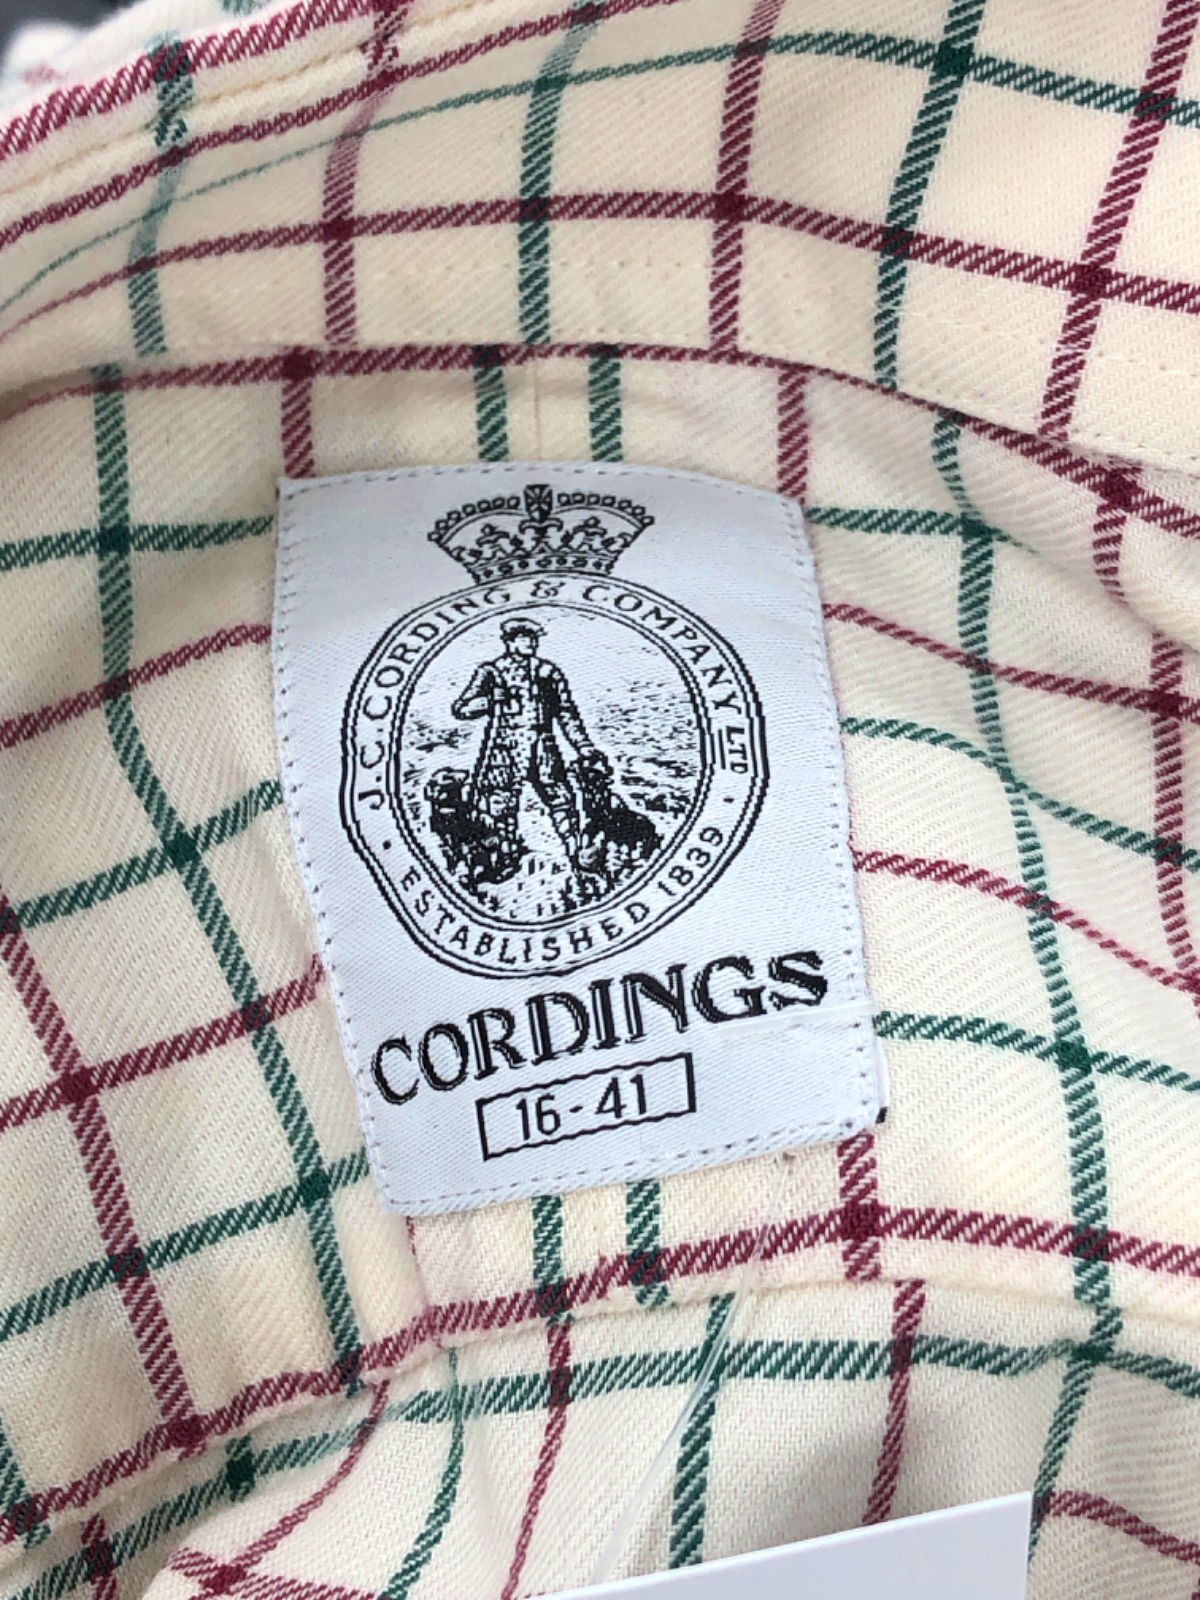 J.C.CORDING & COMPANY LTD
· ESTABLISHED 1839 ·
CORDINGS
16-41